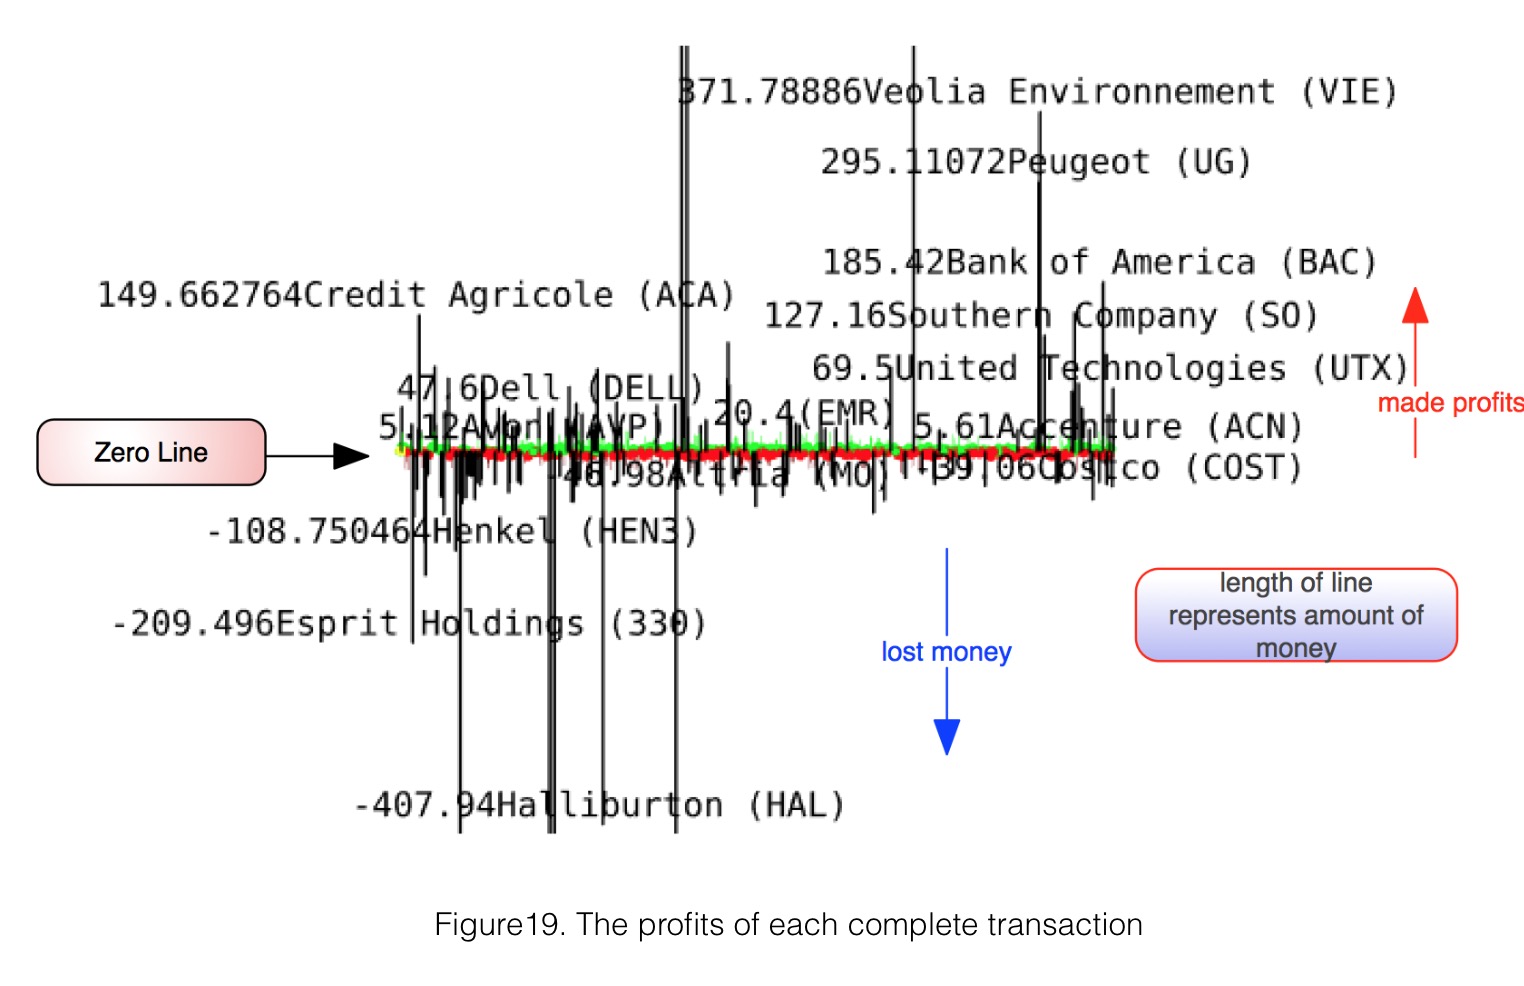 371.78886Veolia Environnement (VIE)
295.11072Peugeot (UG)
185.42Bank of America (BAC)
149.662764Credit Agricole (ACA)
127.16Southern Company (SO)
69.5United Technologies (UTX)
47.6Dell (DELL)
made profits
20.4(EMR)
5.12Avon (AVP)
5.61Accenture (ACN)
Zero Line
-46.98Altria (MO)
-39.06Costco (COST)
-108.750464Henkel (HEN3)
length of line
represents amount of
money
-209.496Esprit Holdings (330)
lost money
-407.94Halliburton (HAL)
Figure19. The profits of each complete transaction